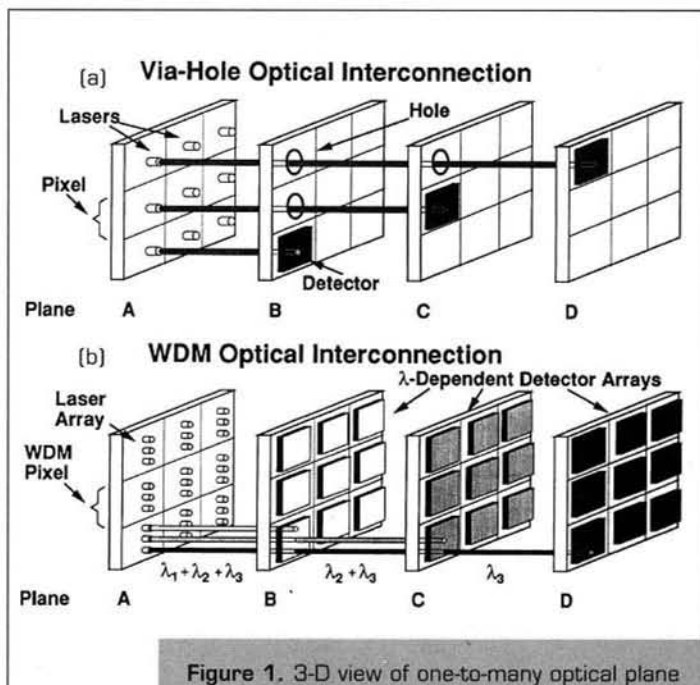 (a)
Via-Hole Optical Interconnection
Lasers
Hole
Pixel
Detector
Plane A B C D
(b)
WDM Optical Interconnection
λ-Dependent Detector Arrays
Laser
Array
WDM
Pixel
λ₁ + λ₂ + λ₃ λ₂ + λ₃ λ₃
Plane A B C D
Figure 1. 3-D view of one-to-many optical plane